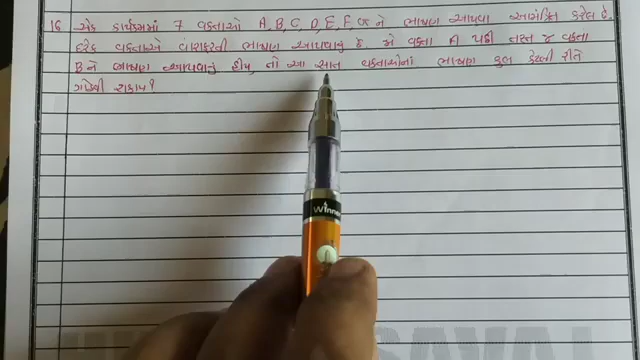 16 એક કાર્યક્રમમાં 7 વક્તાઓ A, B, C, D, E, F, G ને ભાષણ આપવા આમંત્રિત કરેલ છે.
દરેક વક્તાએ વારાફરતી ભાષણ આપવાનું છે. જો વક્તા A પછી તરત જ વક્તા
B ને ભાષણ આપવાનું હોય, તો આ સાત વક્તાઓનાં ભાષણ કુલ કેટલી રીતે
ગોઠવી શકાય?
winner